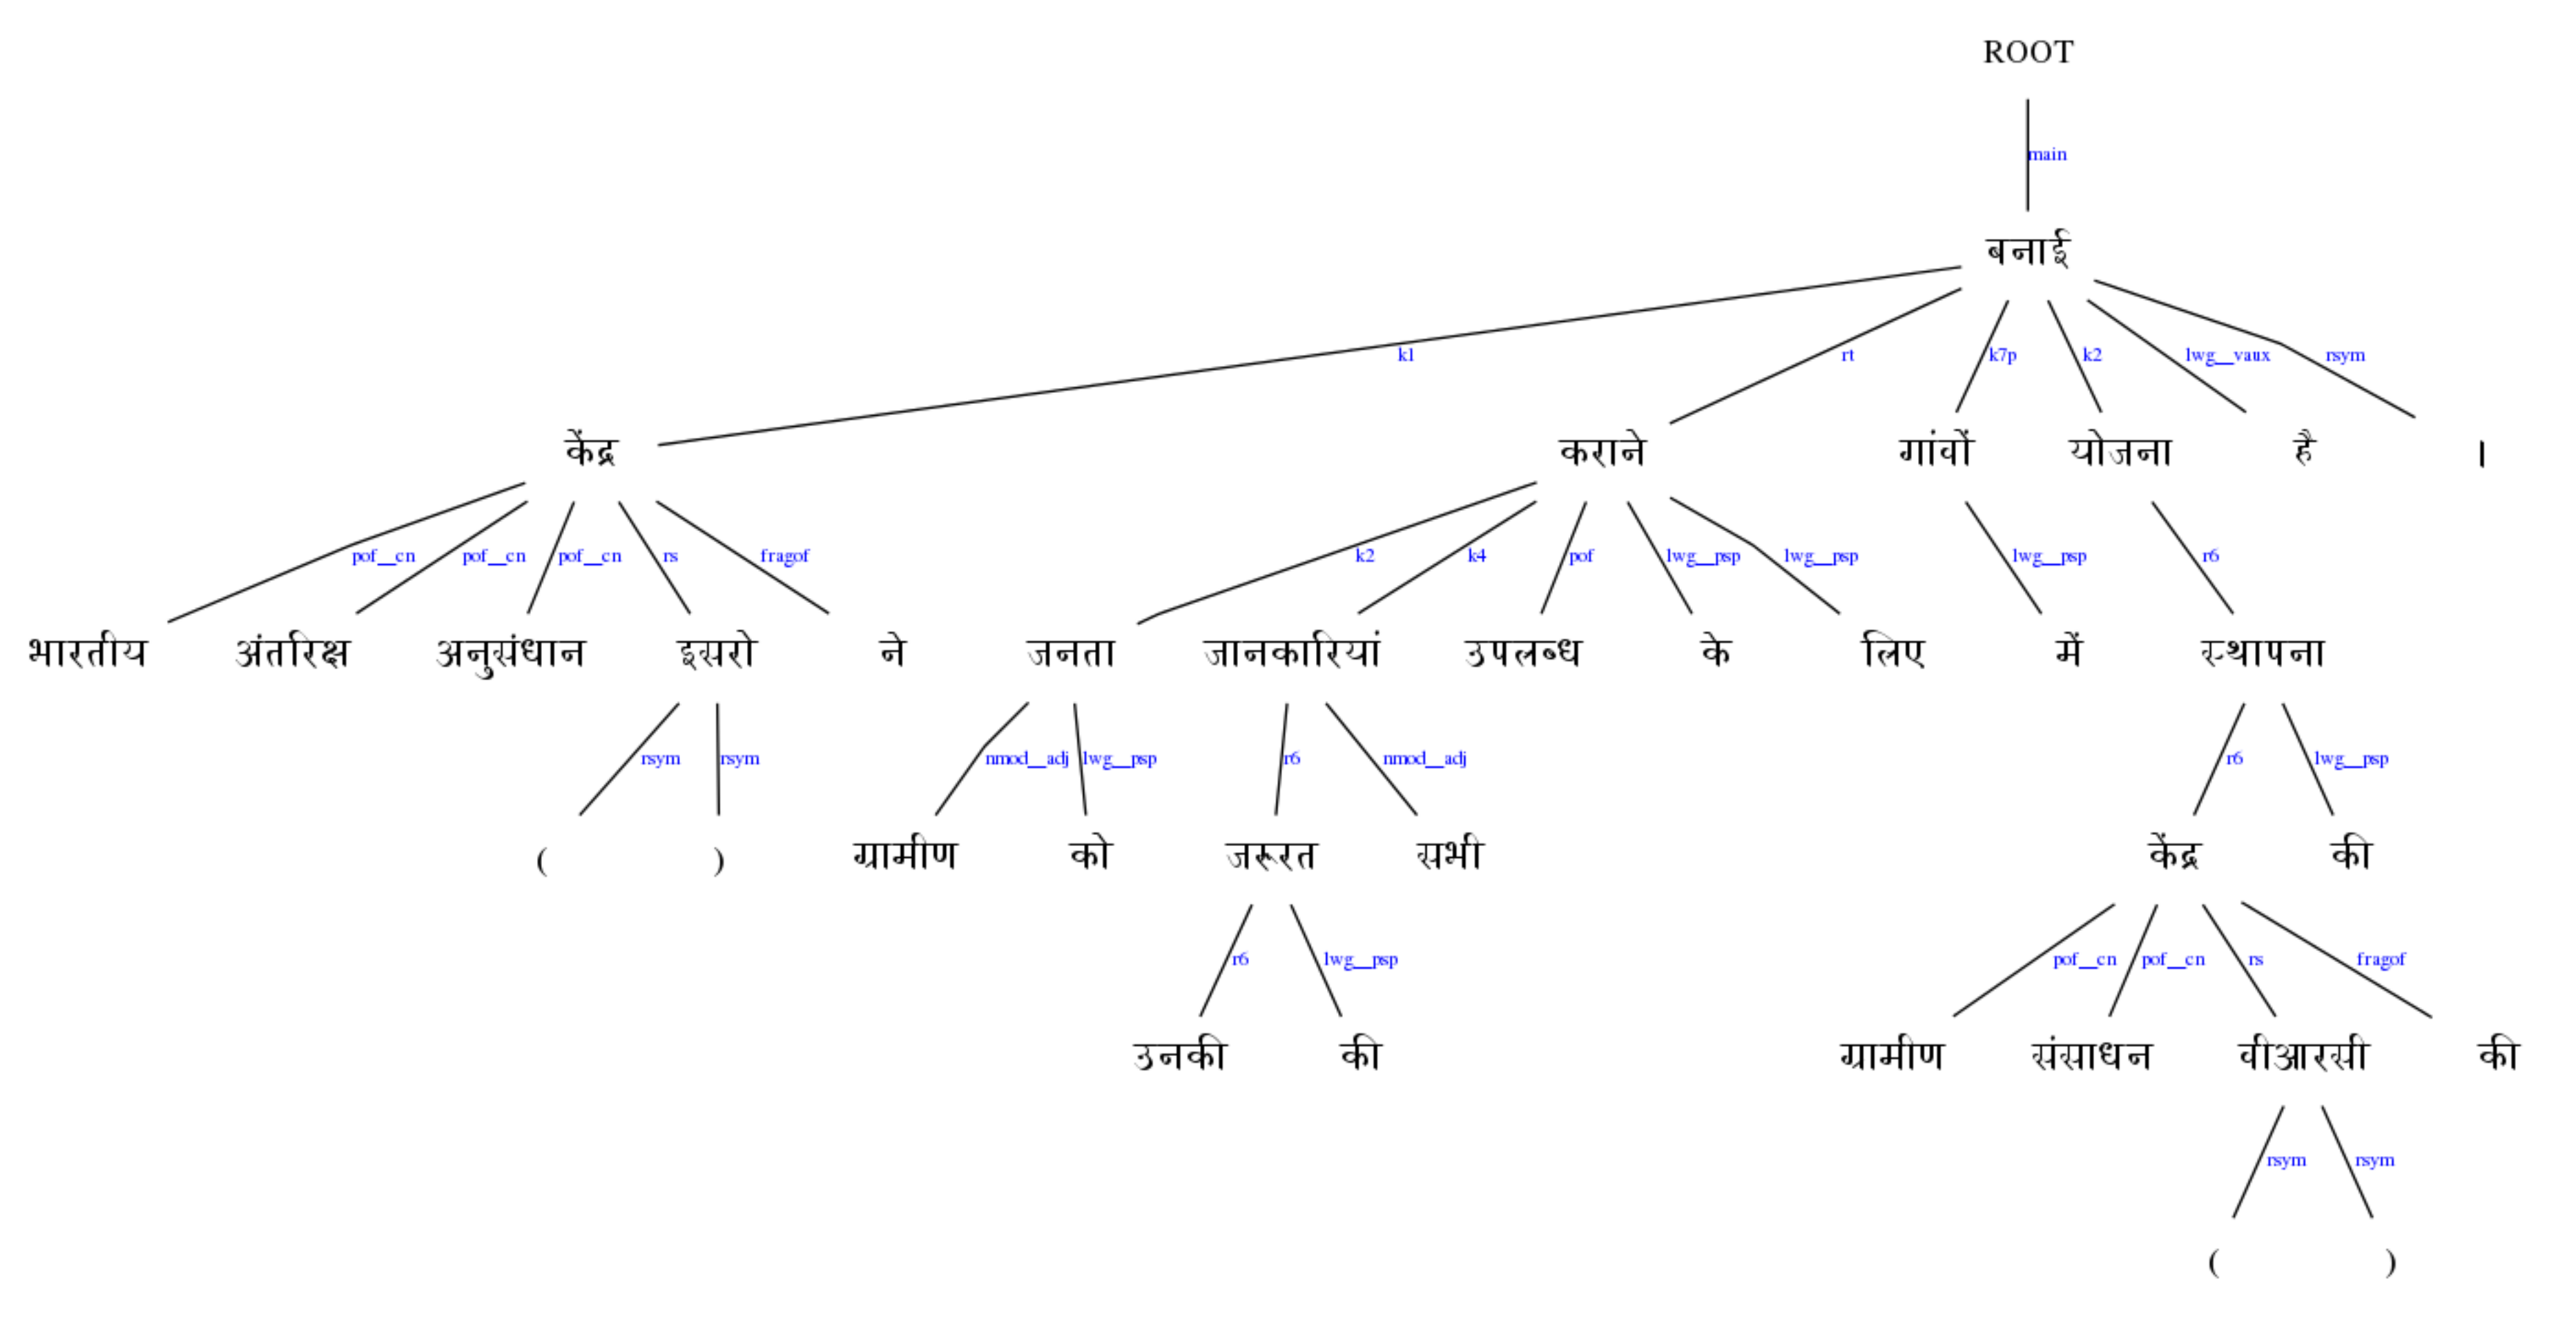 ROOT
main
बनाई
k1 rt k7p k2 lwg__vaux rsym
केंद्र कराने गांवों योजना है ।
pof__cn pof__cn pof__cn rs fragof k2 k4 pof lwg__psp lwg__psp lwg__psp r6
भारतीय अंतरिक्ष अनुसंधान इसरो ने जनता जानकारियां उपलब्ध के लिए में स्थापना
rsym rsym nmod__adj lwg__psp r6 nmod__adj r6 lwg__psp
( ) ग्रामीण को जरूरत सभी केंद्र की
r6 lwg__psp pof__cn pof__cn rs fragof
उनकी की ग्रामीण संसाधन वीआरसी की
rsym rsym
( )